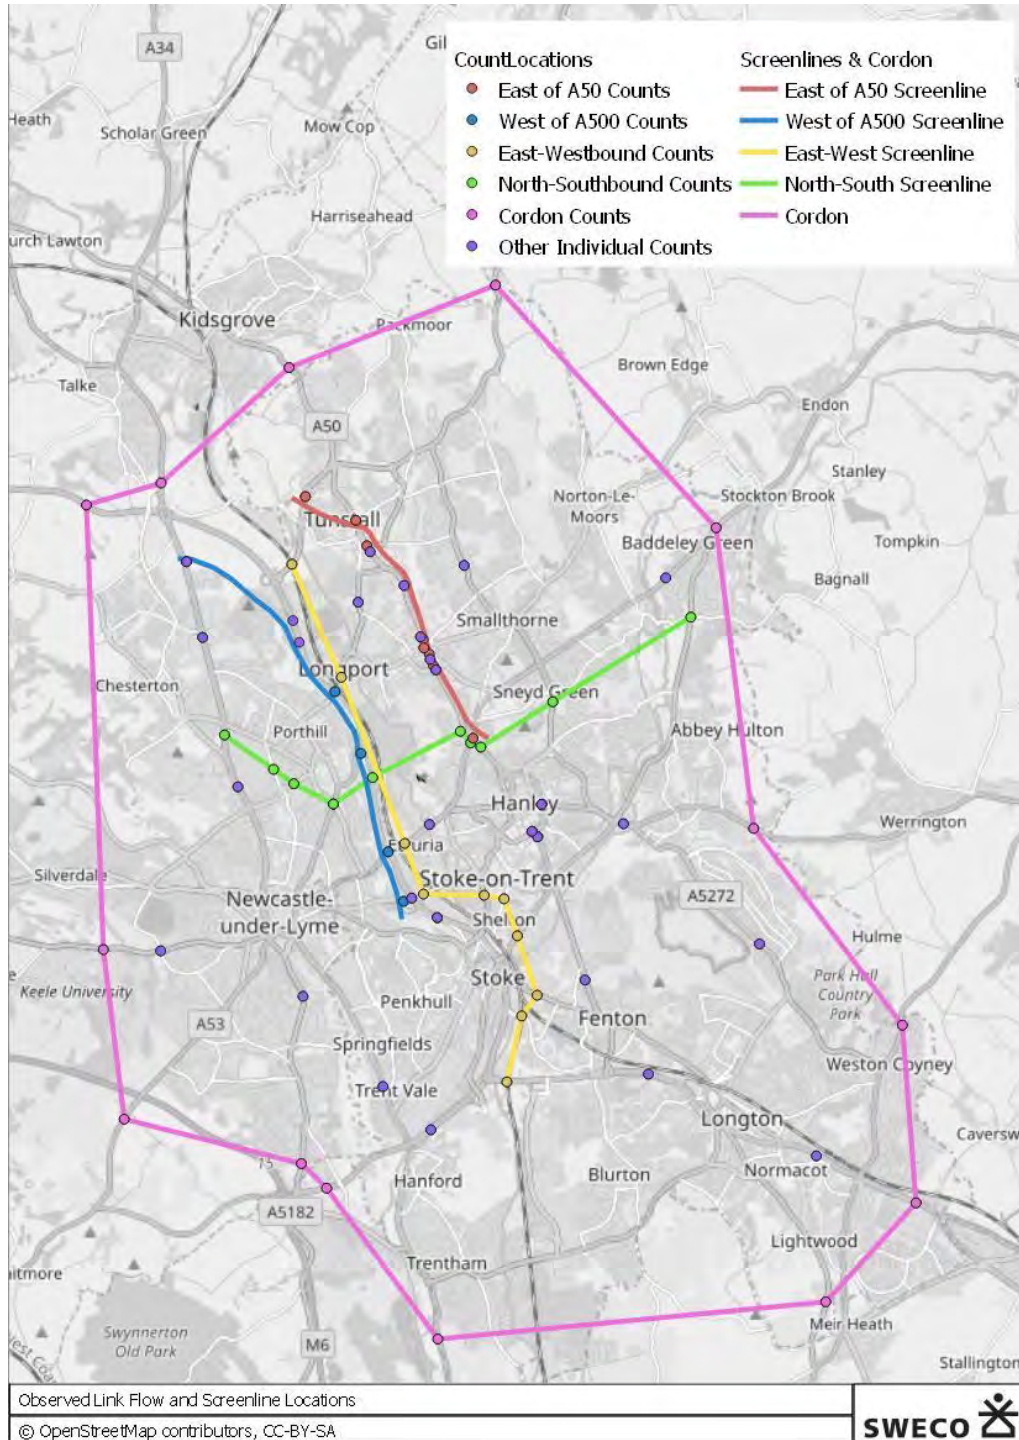 A34
Gil
CountLocations
Screenlines & Cordon
East of A50 Counts
East of A50 Screenline
West of A500 Counts
West of A500 Screenline
East-Westbound Counts
East-West Screenline
North-Southbound Counts
North-South Screenline
Cordon Counts
Cordon
Other Individual Counts
Heath
Scholar Green
Mow Cop
Harriseahead
urch Lawton
Kidsgrove
Packmoor
Brown Edge
Talke
Endon
A50
Stanley
Norton-Le-
Moors
Stockton Brook
Tunstall
Baddeley Green
Tompkin
Bagnall
Smallthorne
Longport
Chesterton
Sneyd Green
Porthill
Abbey Hulton
Hanley
Werrington
Etruria
Silverdale
Stoke-on-Trent
A5272
Newcastle-
under-Lyme
Shelton
Hulme
Stoke
Park Hall
Country
Park
Keele University
Penkhull
Fenton
A53
Springfields
Weston Coyney
Trent Vale
Longton
Caversw
15
Hanford
Blurton
Normacot
A5182
Lightwood
Trentham
itmore
Meir Heath
Swynnerton
Old Park
M6
Stallington
West Coa
Observed Link Flow and Screenline Locations
© OpenStreetMap contributors, CC-BY-SA
SWECO